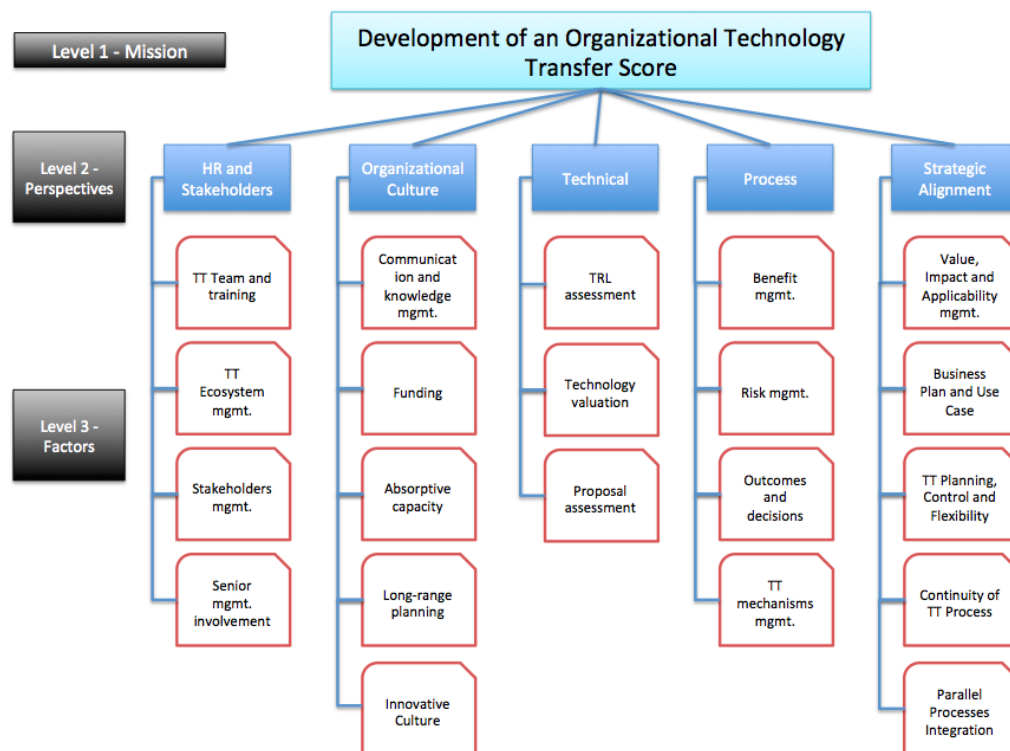 Level 1 - Mission
Development of an Organizational Technology
Transfer Score
Level 2 -
Perspectives
HR and
Stakeholders
Organizational
Culture
Technical
Process
Strategic
Alignment
Level 3 -
Factors
TT Team and
training
TT
Ecosystem
mgmt.
Stakeholders
mgmt.
Senior
mgmt.
involvement
Communicat
ion and
knowledge
mgmt.
Funding
Absorptive
capacity
Long-range
planning
Innovative
Culture
TRL
assessment
Technology
valuation
Proposal
assessment
Benefit
mgmt.
Risk mgmt.
Outcomes
and
decisions
TT
mechanisms
mgmt.
Value,
Impact and
Applicability
mgmt.
Business
Plan and Use
Case
TT Planning,
Control and
Flexibility
Continuity of
TT Process
Parallel
Processes
Integration